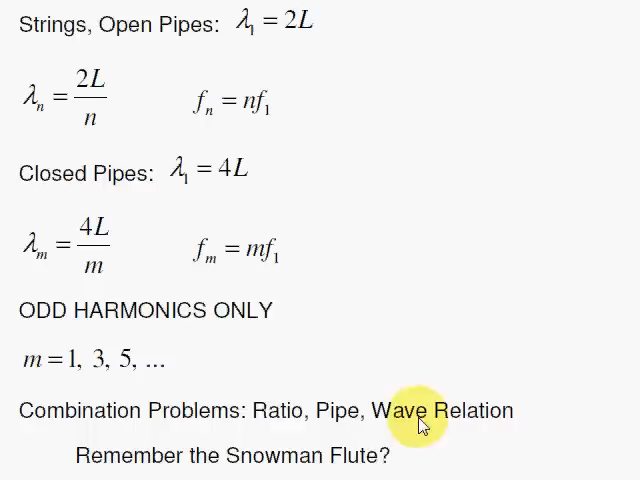 Strings, Open Pipes: λ₁ = 2L
λₙ = 2L/n   fₙ = nf₁
Closed Pipes: λ₁ = 4L
λₘ = 4L/m   fₘ = mf₁
ODD HARMONICS ONLY
m = 1, 3, 5, ...
Combination Problems: Ratio, Pipe, Wave Relation
Remember the Snowman Flute?